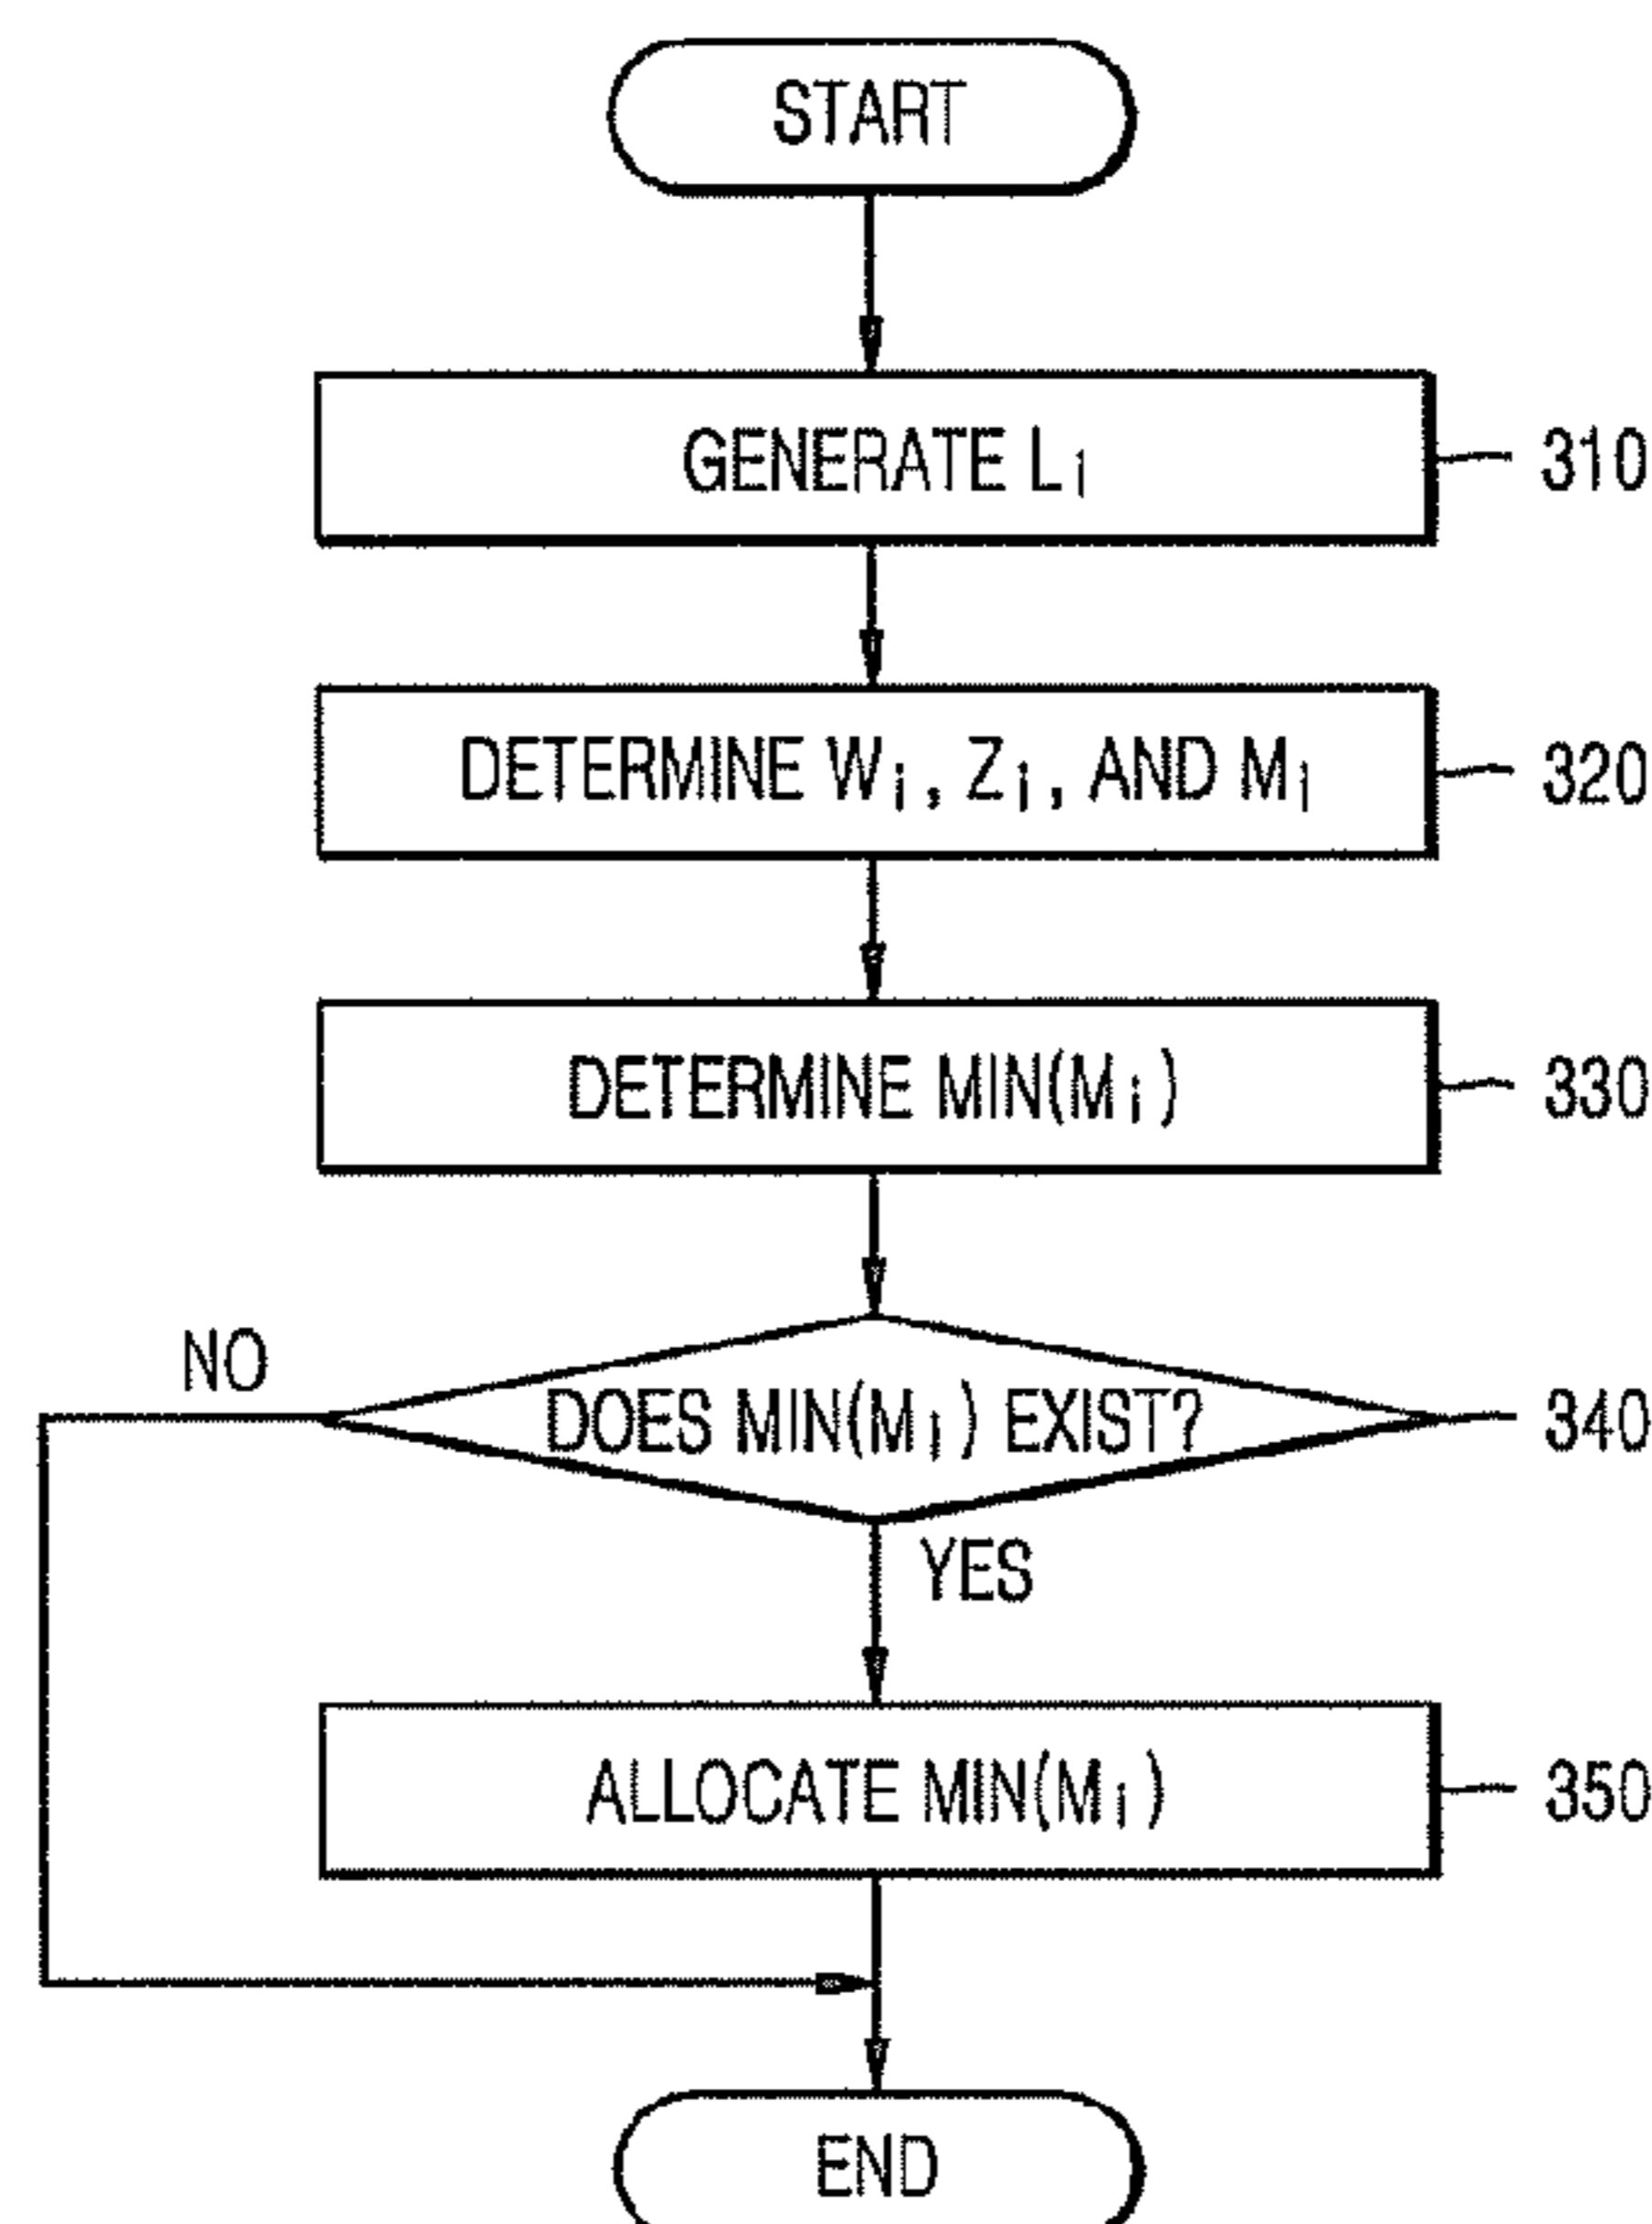 START
GENERATE Li
310
DETERMINE Wi, Zi, AND Mi
320
DETERMINE MIN(Mi)
330
NO
DOES MIN(Mi) EXIST?
340
YES
ALLOCATE MIN(Mi)
350
END